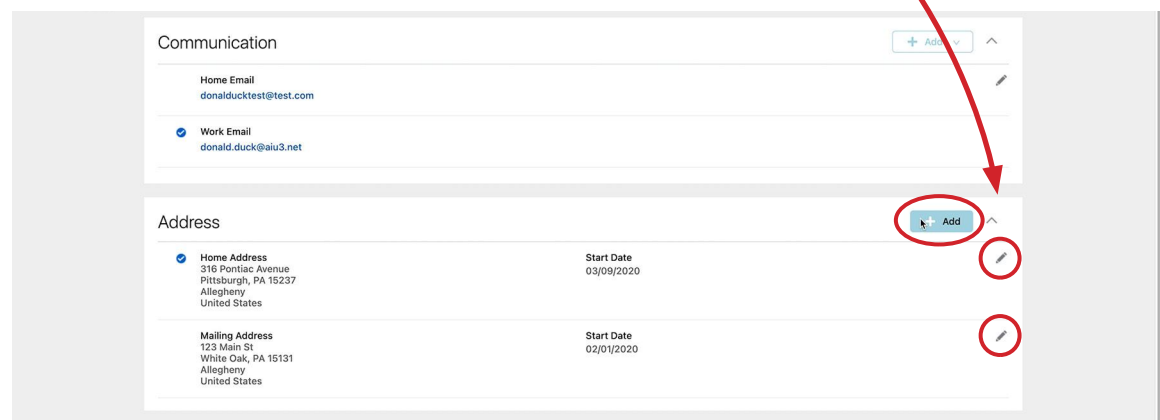 Communication
+ Add
Home Email
donalducktest@test.com
Work Email
donald.duck@aiu3.net
Address
+ Add
Home Address
316 Pontiac Avenue
Pittsburgh, PA 15237
Allegheny
United States
Start Date
03/09/2020
Mailing Address
123 Main St
White Oak, PA 15131
Allegheny
United States
Start Date
02/01/2020